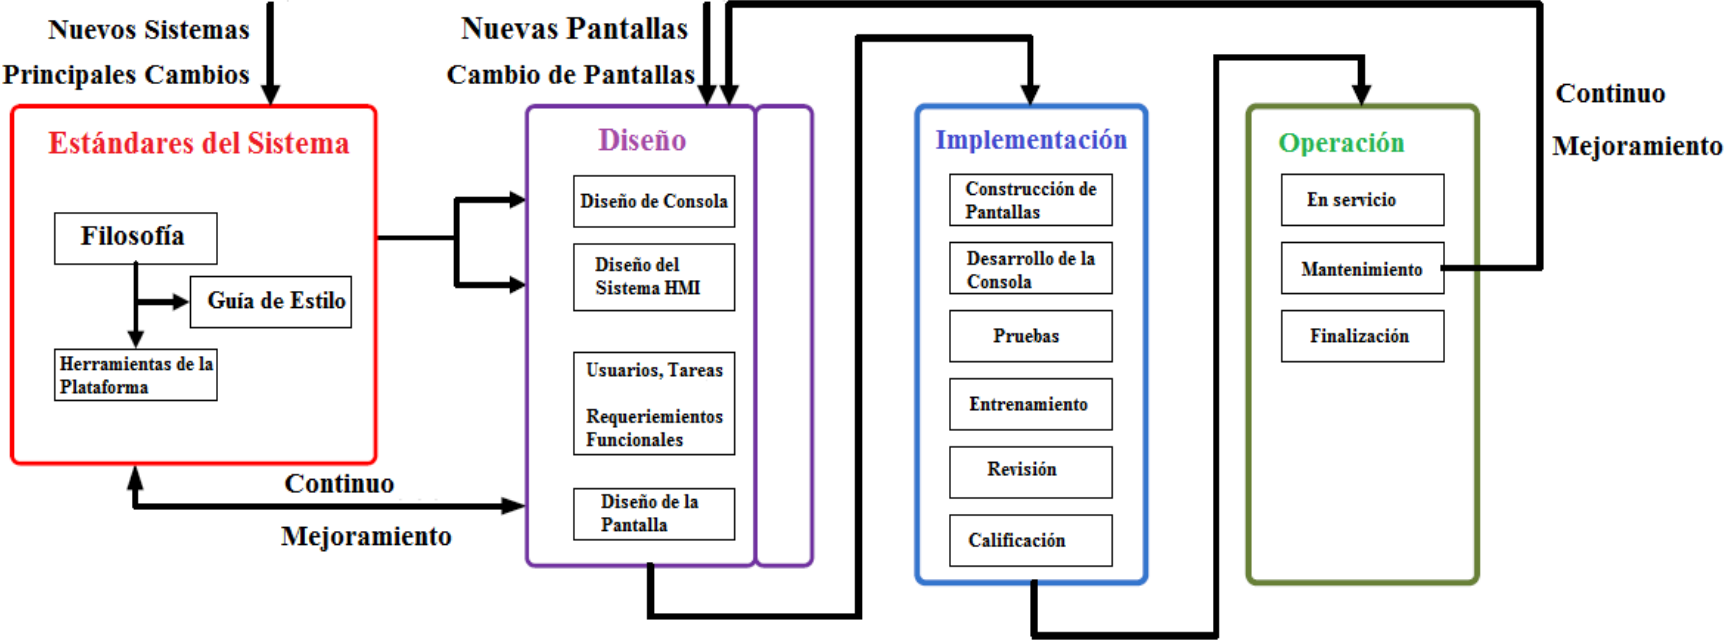 Nuevos Sistemas
Principales Cambios
Estándares del Sistema
Filosofía
Guía de Estilo
Herramientas de la
Plataforma
Continuo
Mejoramiento
Nuevas Pantallas
Cambio de Pantallas
Diseño
Diseño de Consola
Diseño del
Sistema HMI
Usuarios, Tareas
Requeriemientos
Funcionales
Diseño de la
Pantalla
Implementación
Construcción de
Pantallas
Desarrollo de la
Consola
Pruebas
Entrenamiento
Revisión
Calificación
Operación
En servicio
Mantenimiento
Finalización
Continuo
Mejoramiento